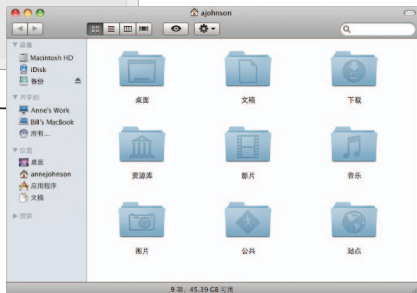 ajohnson
▼设备
Macintosh HD
iDisk
备份
▼共享的
Anne's Work
Bill's MacBook
所有...
▼位置
桌面
annejohnson
应用程序
文稿
▶搜索
桌面
文稿
下载
资源库
影片
音乐
图片
公共
站点
9 项，45.39 GB 可用